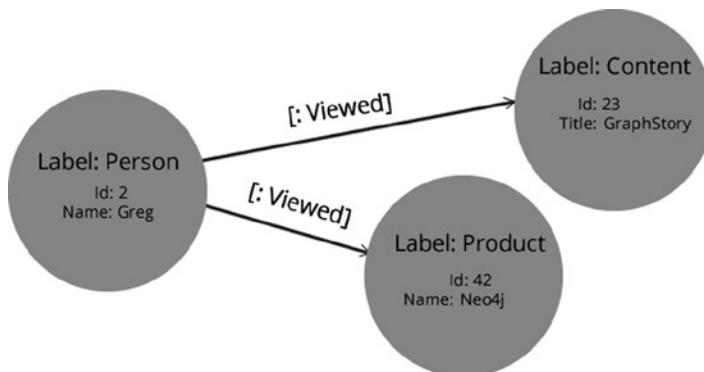 Label: Content
Id: 23
Title: GraphStory
[: Viewed]
Label: Person
Id: 2
Name: Greg
[: Viewed]
Label: Product
Id: 42
Name: Neo4j